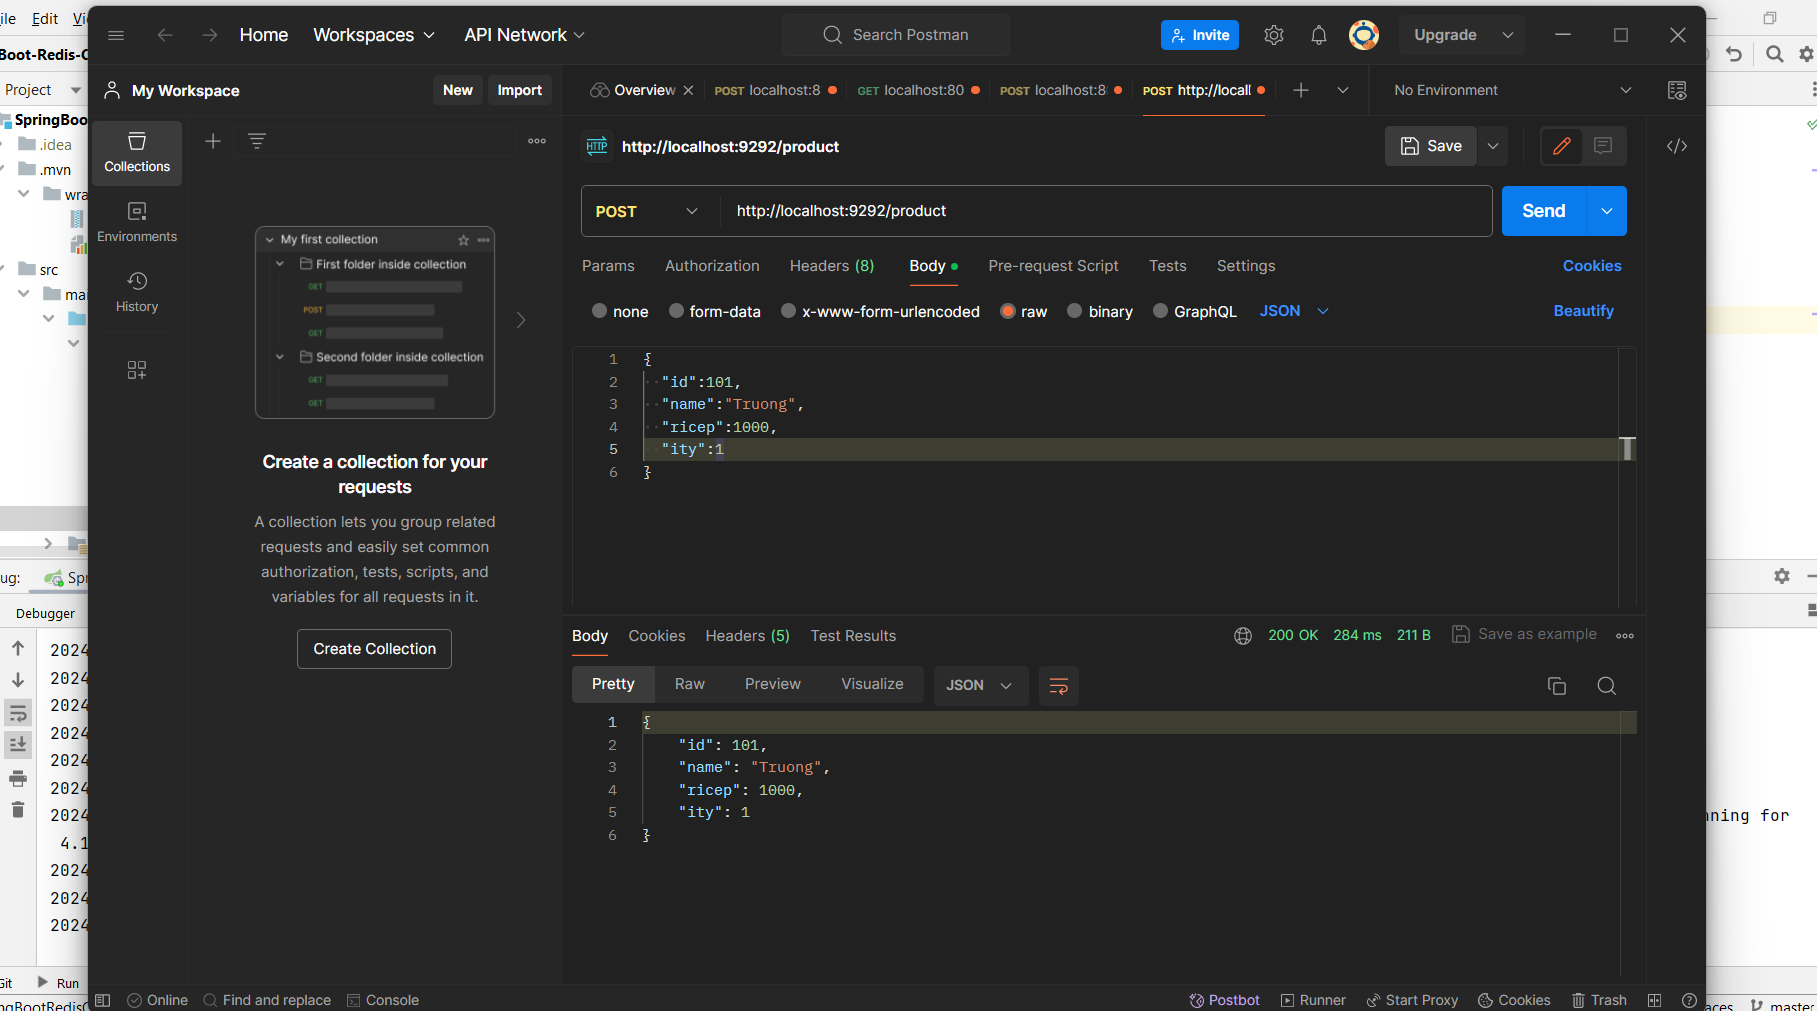 ile Edit Vi
Home Workspaces API Network Search Postman Invite Upgrade
Boot-Redis-C
Project
My Workspace New Import
Overview POST localhost:8 GET localhost:80 POST localhost:8 POST http://locall No Environment
SpringBoo
.idea
.mvn
wra
src
mai
Collections
Environments
History
HTTP http://localhost:9292/product Save
POST http://localhost:9292/product Send
Params Authorization Headers (8) Body Pre-request Script Tests Settings Cookies
none form-data x-www-form-urlencoded raw binary GraphQL JSON Beautify
My first collection
First folder inside collection
GET
POST
GET
Second folder inside collection
GET
GET
Create a collection for your
requests
A collection lets you group related
requests and easily set common
authorization, tests, scripts, and
variables for all requests in it.
Create Collection
1 {
2 "id":101,
3 "name":"Truong",
4 "ricep":1000,
5 "ity":1
6 }
ug: Spr
Debugger
Body Cookies Headers (5) Test Results 200 OK 284 ms 211 B Save as example
Pretty Raw Preview Visualize JSON
1 {
2 "id": 101,
3 "name": "Truong",
4 "ricep": 1000,
5 "ity": 1
6 }
2024
2024
2024
2024
2024
2024
2024 nning for
4.1
2024
2024
2024
Git Run
Online Find and replace Console Postbot Runner Start Proxy Cookies Trash
ngBootRedisC aces master